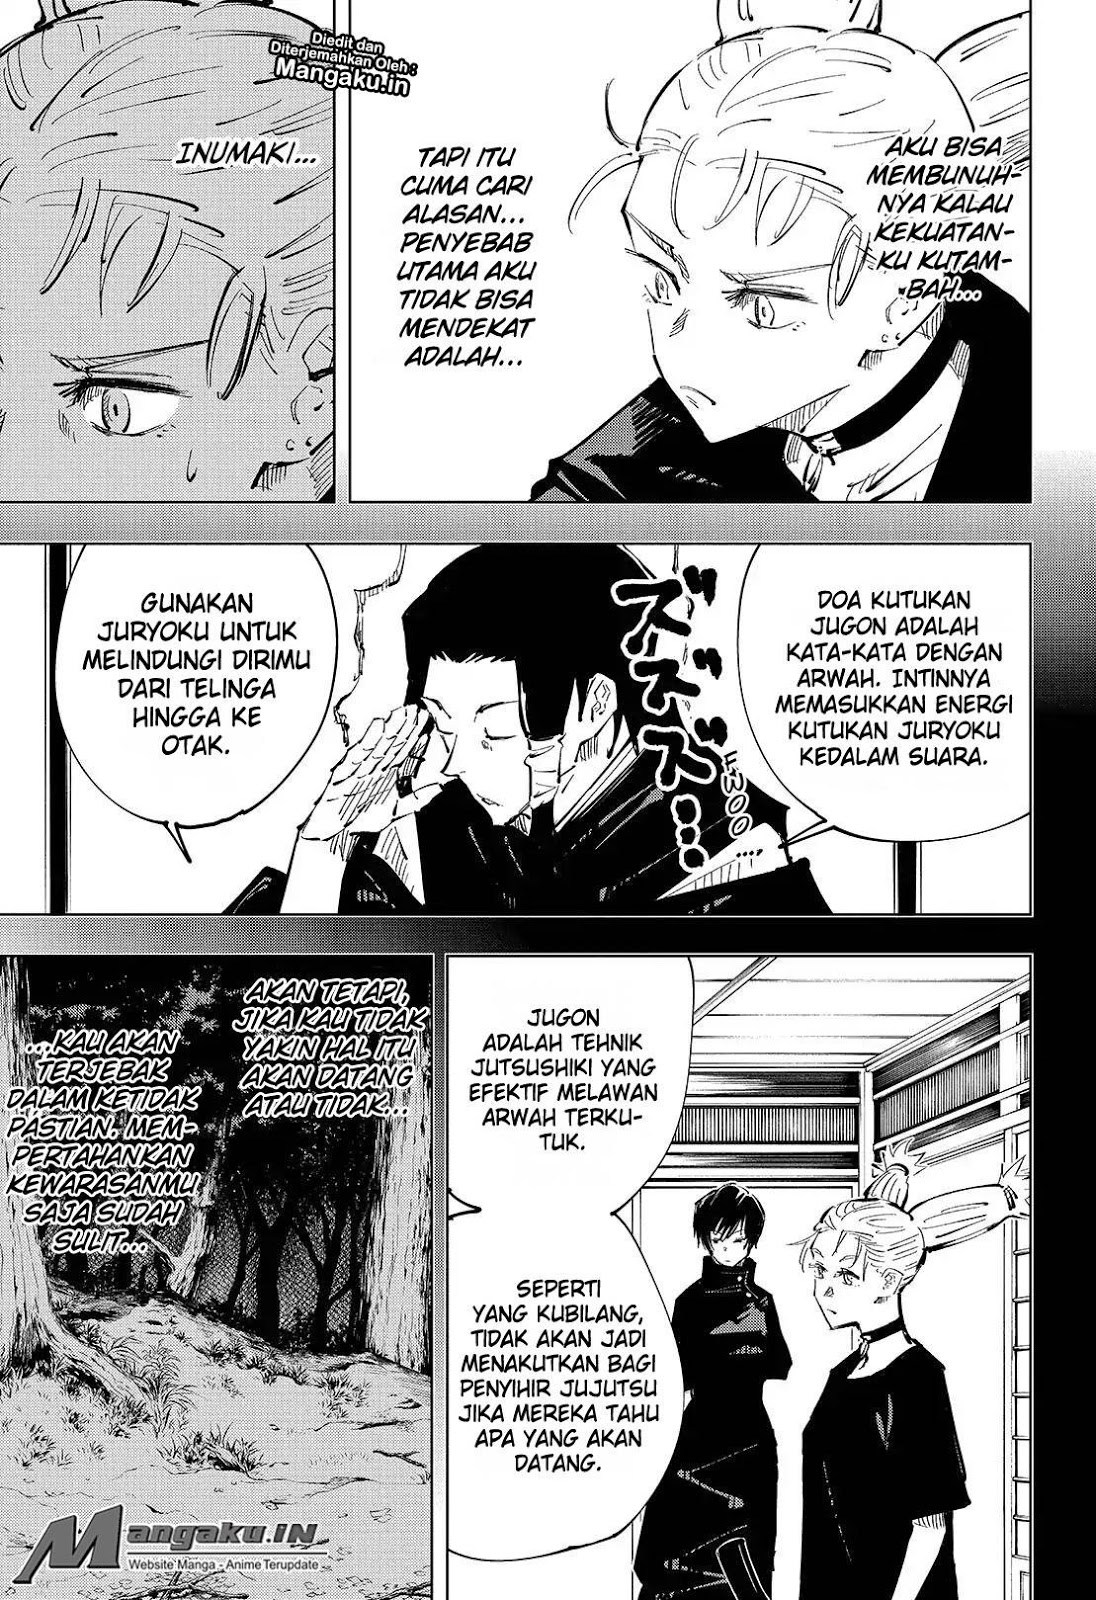 Diedit dan
Diterjemahkan Oleh :
Mangaku.in
AKU BISA
MEMBUNUH-
NYA KALAU
KEKUATAN-
KU KUTAM-
BAH...
TAPI ITU
CUMA CARI
ALASAN...
PENYEBAB
UTAMA AKU
TIDAK BISA
MENDEKAT
ADALAH...
INUMAKI...
DOA KUTUKAN
JUGON ADALAH
KATA-KATA DENGAN
ARWAH. INTINNYA
MEMASUKKAN ENERGI
KUTUKAN JURYOKU
KEDALAM SUARA.
ズズズ...
GUNAKAN
JURYOKU UNTUK
MELINDUNGI DIRIMU
DARI TELINGA
HINGGA KE
OTAK.
JUGON
ADALAH TEHNIK
JUTSUSHIKI YANG
EFEKTIF MELAWAN
ARWAH TERKU-
TUK.
SEPERTI
YANG KUBILANG,
TIDAK AKAN JADI
MENAKUTKAN BAGI
PENYIHIR JUJUTSU
JIKA MEREKA TAHU
APA YANG AKAN
DATANG.
AKAN TETAPI,
JIKA KAU TIDAK
YAKIN HAL ITU
AKAN DATANG
ATAU TIDAK...
...KAU AKAN
TERJEBAK
DALAM KETIDAK
PASTIAN. MEM-
PERTAHANKAN
KEWARASANMU
SAJA SUDAH
SULIT...
Mangaku.iN
Website Manga - Anime Terupdate